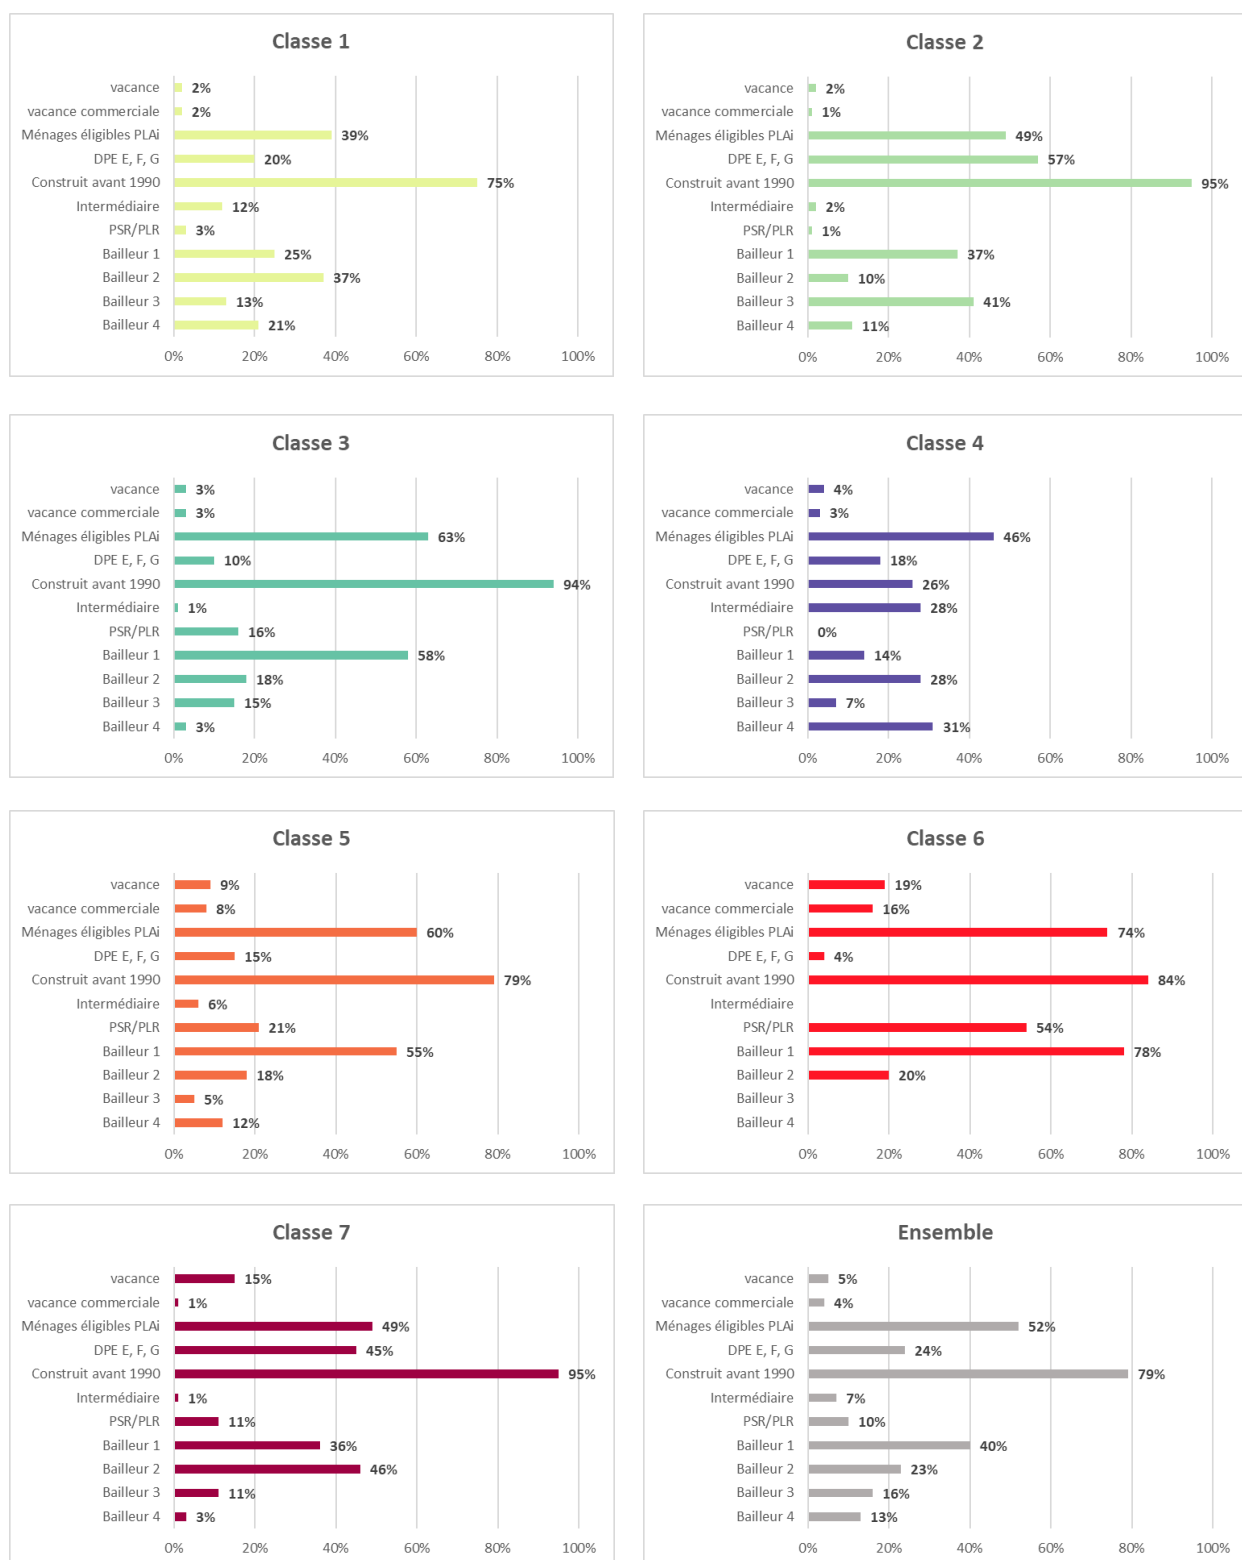 Classe 1
vacance 2%
vacance commerciale 2%
Ménages éligibles PLAi 39%
DPE E, F, G 20%
Construit avant 1990 75%
Intermédiaire 12%
PSR/PLR 3%
Bailleur 1 25%
Bailleur 2 37%
Bailleur 3 13%
Bailleur 4 21%
0% 20% 40% 60% 80% 100%
Classe 2
vacance 2%
vacance commerciale 1%
Ménages éligibles PLAi 49%
DPE E, F, G 57%
Construit avant 1990 95%
Intermédiaire 2%
PSR/PLR 1%
Bailleur 1 37%
Bailleur 2 10%
Bailleur 3 41%
Bailleur 4 11%
0% 20% 40% 60% 80% 100%
Classe 3
vacance 3%
vacance commerciale 3%
Ménages éligibles PLAi 63%
DPE E, F, G 10%
Construit avant 1990 94%
Intermédiaire 1%
PSR/PLR 16%
Bailleur 1 58%
Bailleur 2 18%
Bailleur 3 15%
Bailleur 4 3%
0% 20% 40% 60% 80% 100%
Classe 4
vacance 4%
vacance commerciale 3%
Ménages éligibles PLAi 46%
DPE E, F, G 18%
Construit avant 1990 26%
Intermédiaire 28%
PSR/PLR 0%
Bailleur 1 14%
Bailleur 2 28%
Bailleur 3 7%
Bailleur 4 31%
0% 20% 40% 60% 80% 100%
Classe 5
vacance 9%
vacance commerciale 8%
Ménages éligibles PLAi 60%
DPE E, F, G 15%
Construit avant 1990 79%
Intermédiaire 6%
PSR/PLR 21%
Bailleur 1 55%
Bailleur 2 18%
Bailleur 3 5%
Bailleur 4 12%
0% 20% 40% 60% 80% 100%
Classe 6
vacance 19%
vacance commerciale 16%
Ménages éligibles PLAi 74%
DPE E, F, G 4%
Construit avant 1990 84%
Intermédiaire
PSR/PLR 54%
Bailleur 1 78%
Bailleur 2 20%
Bailleur 3
Bailleur 4
0% 20% 40% 60% 80% 100%
Classe 7
vacance 15%
vacance commerciale 1%
Ménages éligibles PLAi 49%
DPE E, F, G 45%
Construit avant 1990 95%
Intermédiaire 1%
PSR/PLR 11%
Bailleur 1 36%
Bailleur 2 46%
Bailleur 3 11%
Bailleur 4 3%
0% 20% 40% 60% 80% 100%
Ensemble
vacance 5%
vacance commerciale 4%
Ménages éligibles PLAi 52%
DPE E, F, G 24%
Construit avant 1990 79%
Intermédiaire 7%
PSR/PLR 10%
Bailleur 1 40%
Bailleur 2 23%
Bailleur 3 16%
Bailleur 4 13%
0% 20% 40% 60% 80% 100%